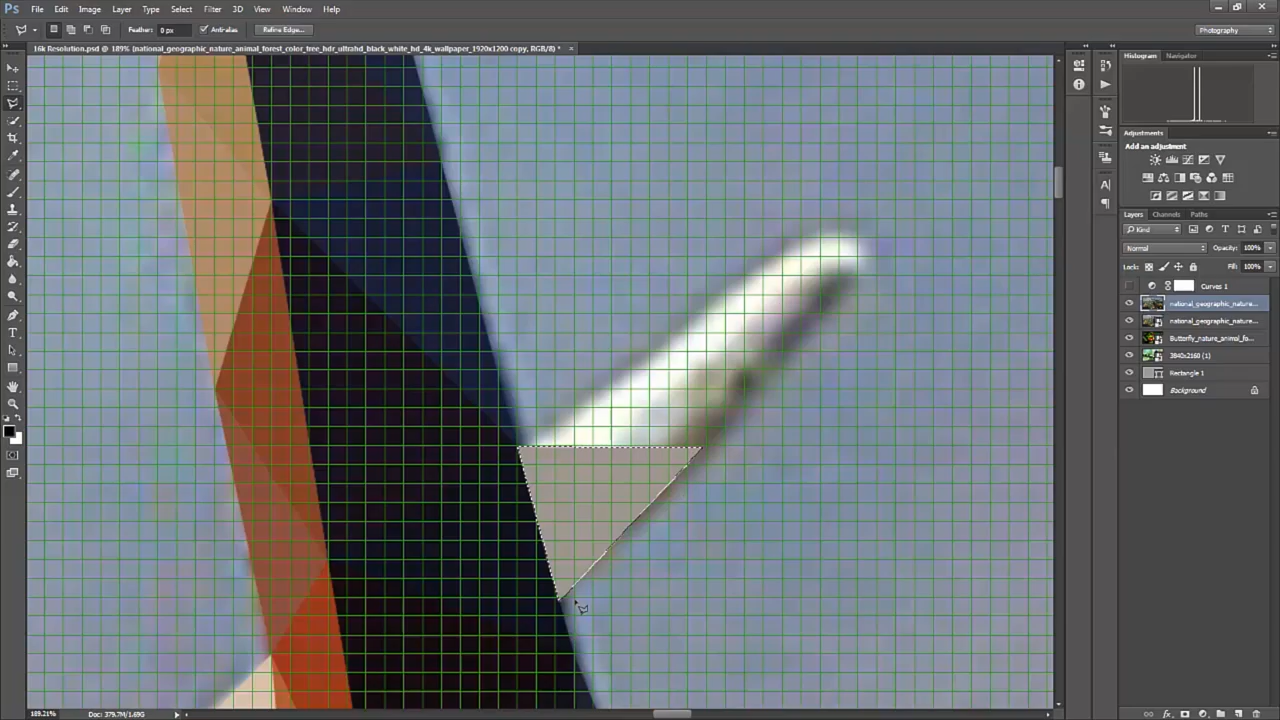 Ps File Edit Image Layer Type Select Filter 3D View Window Help
Feather: 0 px Anti-alias Refine Edge... Photography
16k Resolution.psd @ 189% (national_geographic_nature_animal_forest_color_tree_hdr_ultrahd_black_white_hd_4k_wallpaper_1920x1200 copy, RGB/8) *
Histogram Navigator
Adjustments
Add an adjustment
Layers Channels Paths
Kind
Normal Opacity: 100%
Lock: Fill: 100%
Curves 1
national_geographic_nature...
national_geographic_nature...
Butterfly_nature_animal_fo...
3840x2160 (1)
Rectangle 1
Background
189.21% Doc: 379.7M/1.69G